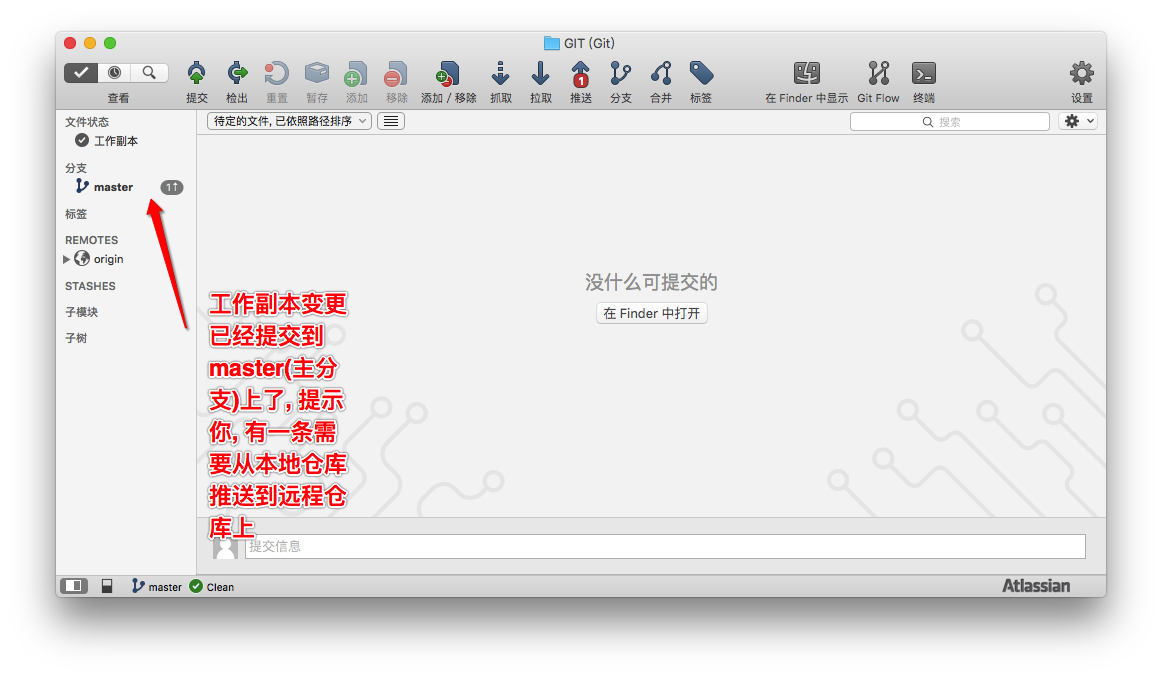 GIT (Git)
查看
提交
检出
重置
暂存
添加
移除
添加 / 移除
抓取
拉取
1
推送
分支
合并
标签
在 Finder 中显示
Git Flow
终端
设置
文件状态
工作副本
分支
master
1↑
标签
REMOTES
origin
STASHES
子模块
子树
待定的文件, 已依照路径排序
搜索
没什么可提交的
在 Finder 中打开
工作副本变更
已经提交到
master(主分
支)上了, 提示
你, 有一条需
要从本地仓库
推送到远程仓
库上
提交信息
master
Clean
Atlassian